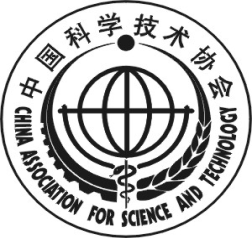 中国科学技术协会
CHINA ASSOCIATION FOR SCIENCE AND TECHNOLOGY